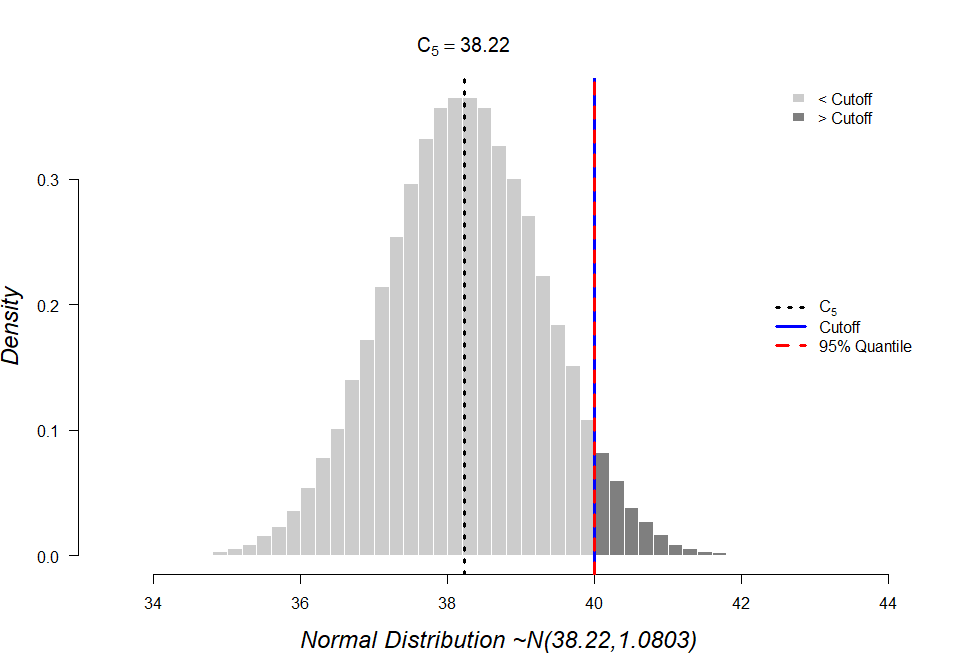 C5 = 38.22
< Cutoff
> Cutoff
0.3
0.2
0.1
0.0
Density
C5
Cutoff
95% Quantile
34 36 38 40 42 44
Normal Distribution ~N(38.22,1.0803)